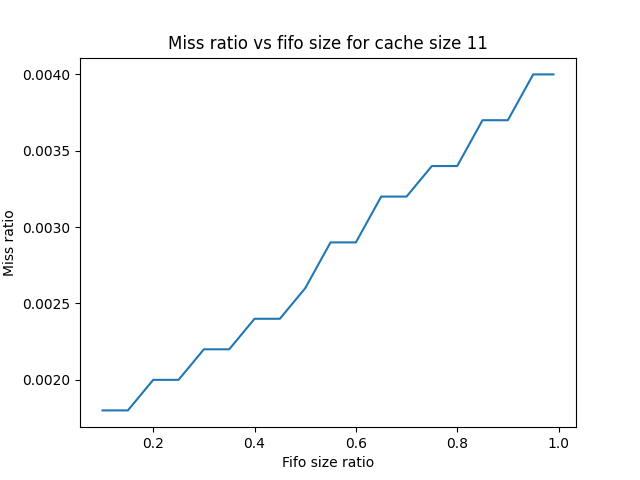 Miss ratio vs fifo size for cache size 11
0.0040
0.0035
0.0030
0.0025
0.0020
Miss ratio
0.2 0.4 0.6 0.8 1.0
Fifo size ratio